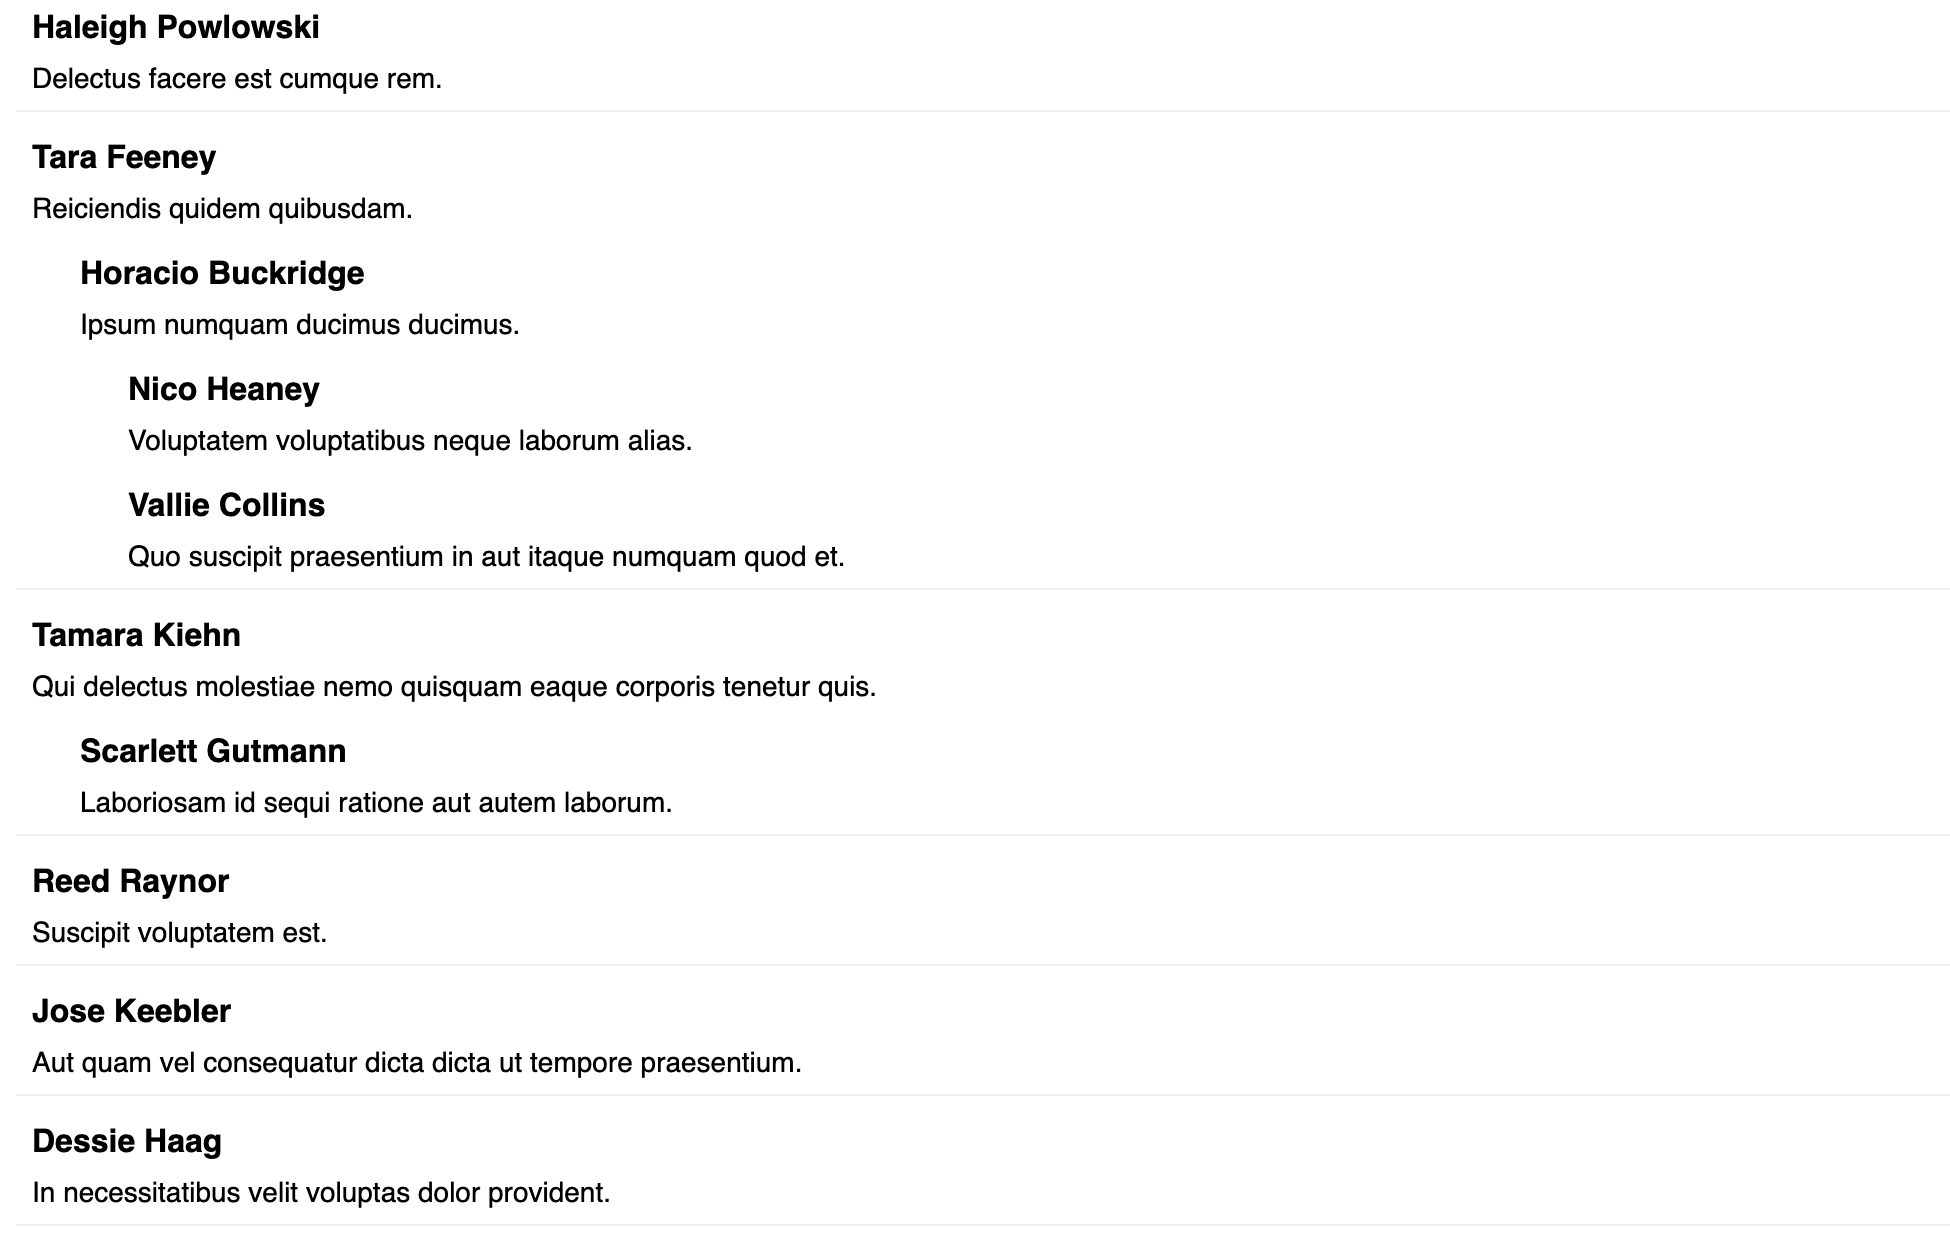 Haleigh Powlowski
Delectus facere est cumque rem.
Tara Feeney
Reiciendis quidem quibusdam.
Horacio Buckridge
Ipsum numquam ducimus ducimus.
Nico Heaney
Voluptatem voluptatibus neque laborum alias.
Vallie Collins
Quo suscipit praesentium in aut itaque numquam quod et.
Tamara Kiehn
Qui delectus molestiae nemo quisquam eaque corporis tenetur quis.
Scarlett Gutmann
Laboriosam id sequi ratione aut autem laborum.
Reed Raynor
Suscipit voluptatem est.
Jose Keebler
Aut quam vel consequatur dicta dicta ut tempore praesentium.
Dessie Haag
In necessitatibus velit voluptas dolor provident.